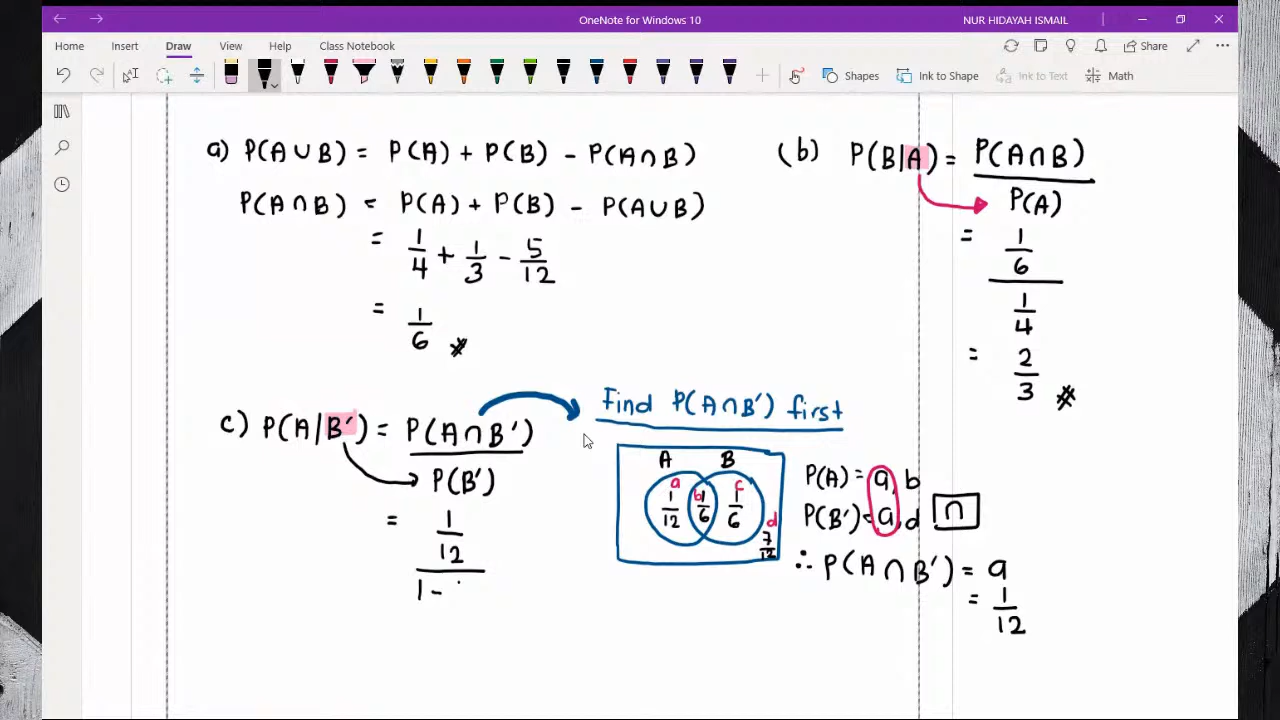 OneNote for Windows 10
NUR HIDAYAH ISMAIL
Home Insert Draw View Help Class Notebook
Share
Shapes Ink to Shape Ink to Text Math
a) P(A∪B) = P(A) + P(B) - P(A∩B)
P(A∩B) = P(A) + P(B) - P(A∪B)
= 1/4 + 1/3 - 5/12
= 1/6 *
(b) P(B|A) = P(A∩B)
P(A)
= 1/6
1/4
= 2/3 *
c) P(A|B') = P(A∩B')
P(B')
= 1/12
1 -
Find P(A∩B') first
A B
a b c
1/12 1/6 1/6
d
7/12
P(A) = a, b
P(B') = a, d
∩
∴ P(A∩B') = a
= 1/12